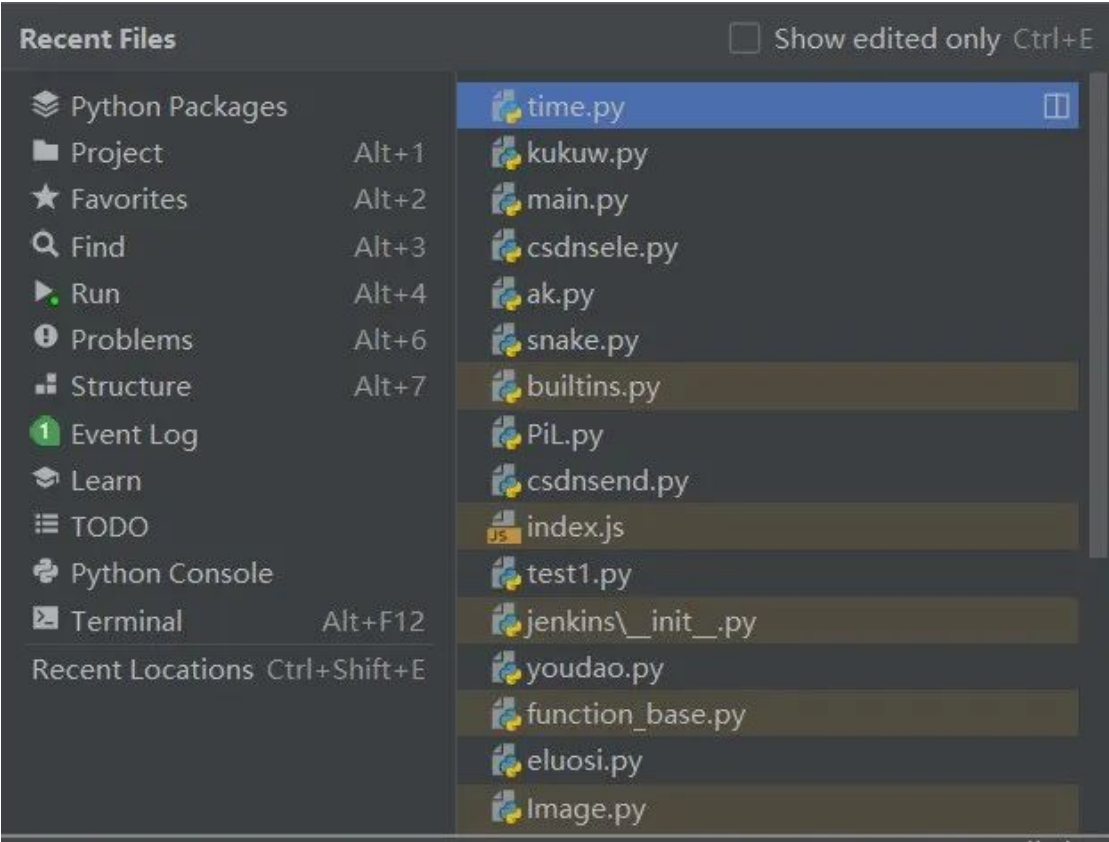 Recent Files
Show edited only Ctrl+E
Python Packages
Project Alt+1
Favorites Alt+2
Find Alt+3
Run Alt+4
Problems Alt+6
Structure Alt+7
1 Event Log
Learn
TODO
Python Console
Terminal Alt+F12
Recent Locations Ctrl+Shift+E
time.py
kukuw.py
main.py
csdnsele.py
ak.py
snake.py
builtins.py
PiL.py
csdnsend.py
JS index.js
test1.py
jenkins\__init__.py
youdao.py
function_base.py
eluosi.py
Image.py